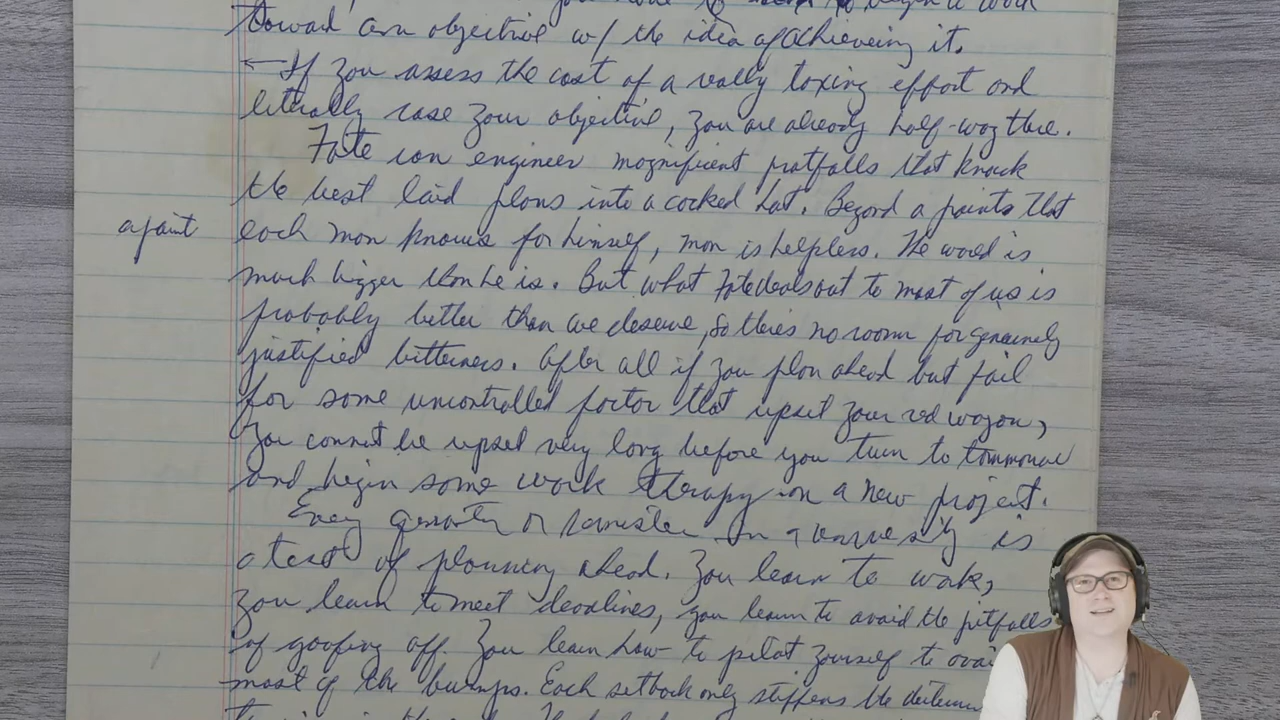 toward an objective w/ the idea of achieveing it.
← If you assess the cost of a really taxing effort and
literally case your objective, you are already half-way there.
Fate can engineer magnificent pratfalls that knock
the best laid plans into a cocked hat. Beyond a points that
a point
each man knows for himself, man is helpless. The world is
much bigger than he is. But what Fate deals out to most of us is
probably better than we deserve, so there's no room for genuinely
justified bitterness. After all if you plan ahead but fail
for some uncontrolled factor that upset your red wagon,
you cannot be upset very long before you turn to
and begin some work therapy on a new project.
Every or semester in a university is
a test of planning ahead. You learn to work,
you learn to meet deadlines, you learn to avoid the pitfalls
of goofing off. You learn how to pilot yourself to
most of the bumps. Each setback only stiffens the